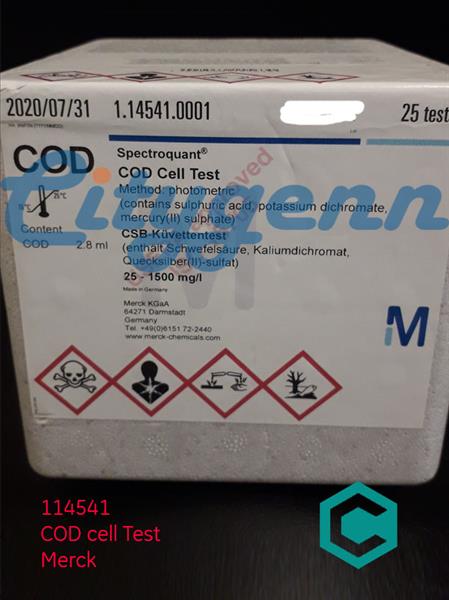 2020/07/31 1.14541.0001 25 test
COD Spectroquant®
COD Cell Test
Method: photometric
(contains sulphuric acid, potassium dichromate,
mercury(II) sulphate)
Content
COD 2.8 ml
CSB-Küvettentest
(enthält Schwefelsäure, Kaliumdichromat,
Quecksilber(II)-sulfat)
25 - 1500 mg/l
Made in Germany
Merck KGaA
64271 Darmstadt
Germany
Tel. +49(0)6151 72-2440
www.merck-chemicals.com
M
114541
COD cell Test
Merck